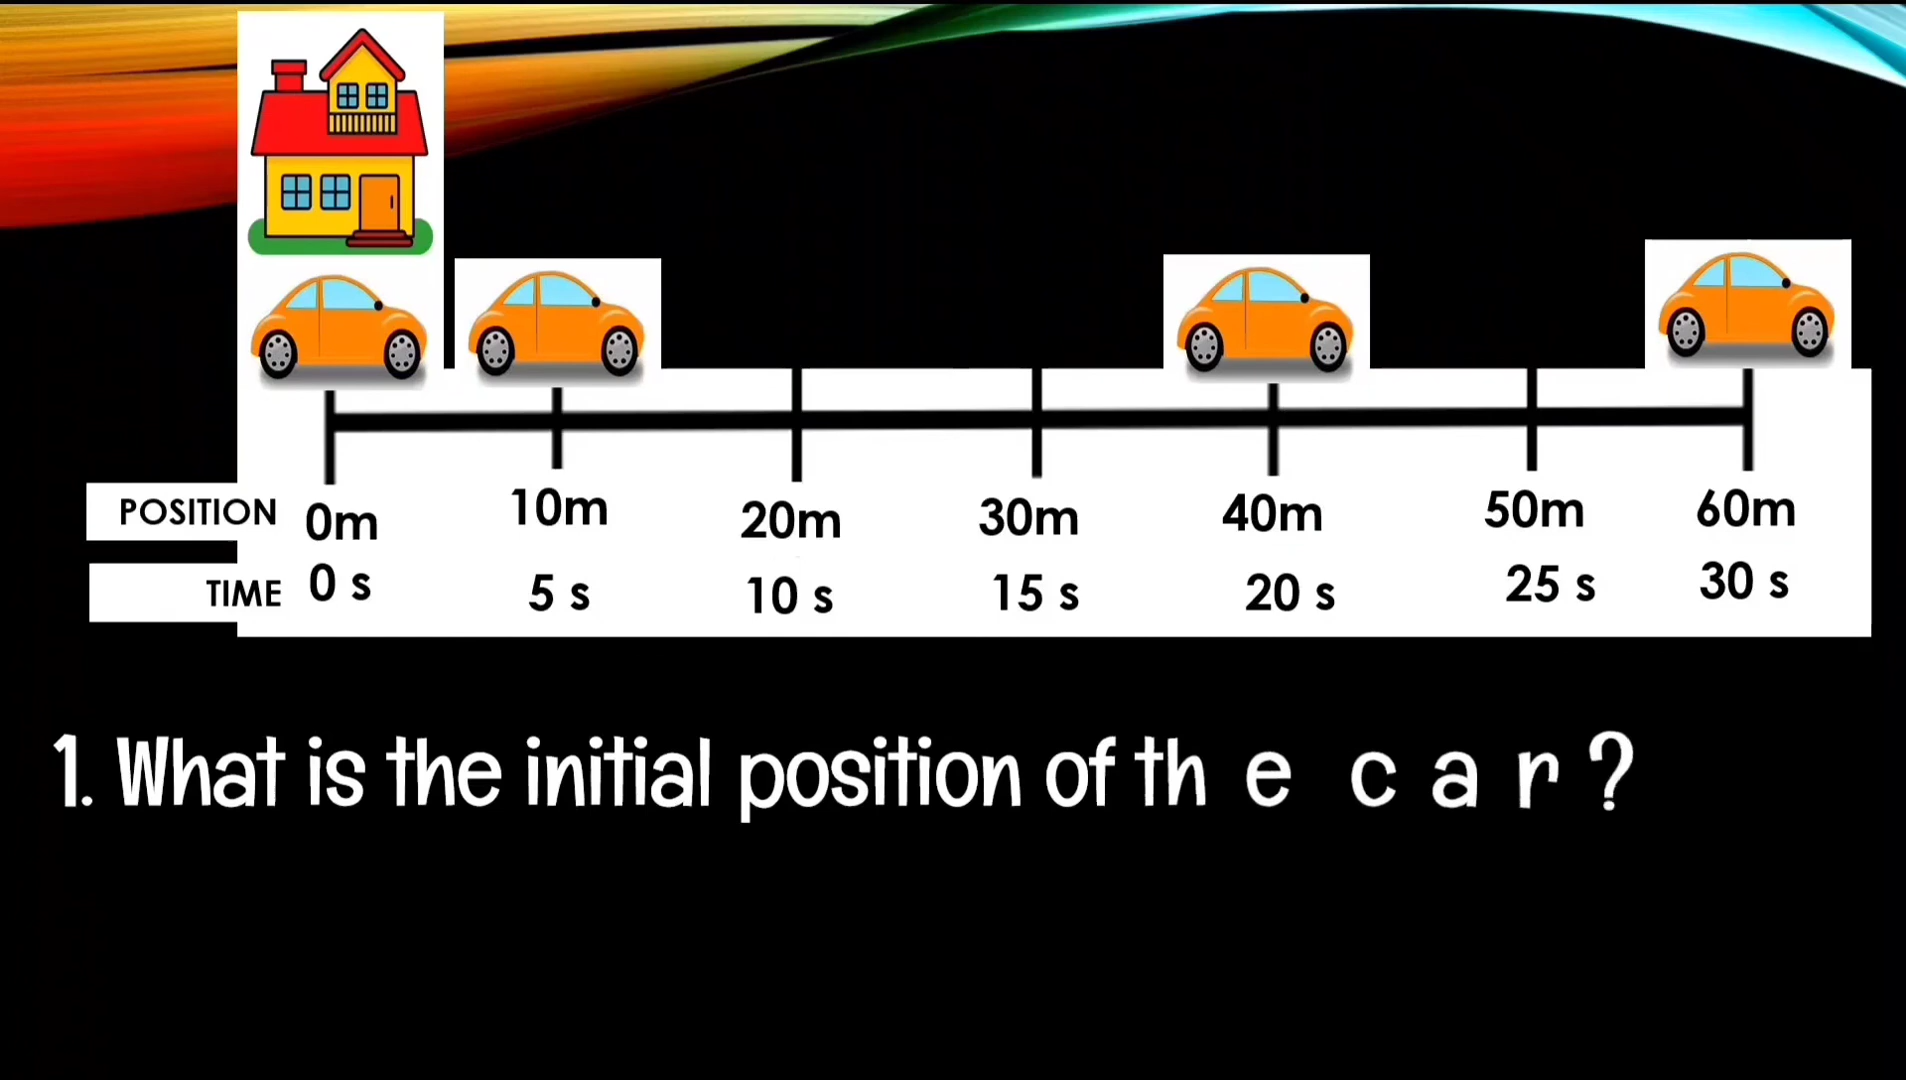 POSITION 0m 10m 20m 30m 40m 50m 60m
TIME 0 s 5 s 10 s 15 s 20 s 25 s 30 s
1. What is the initial position of th e c a r ?